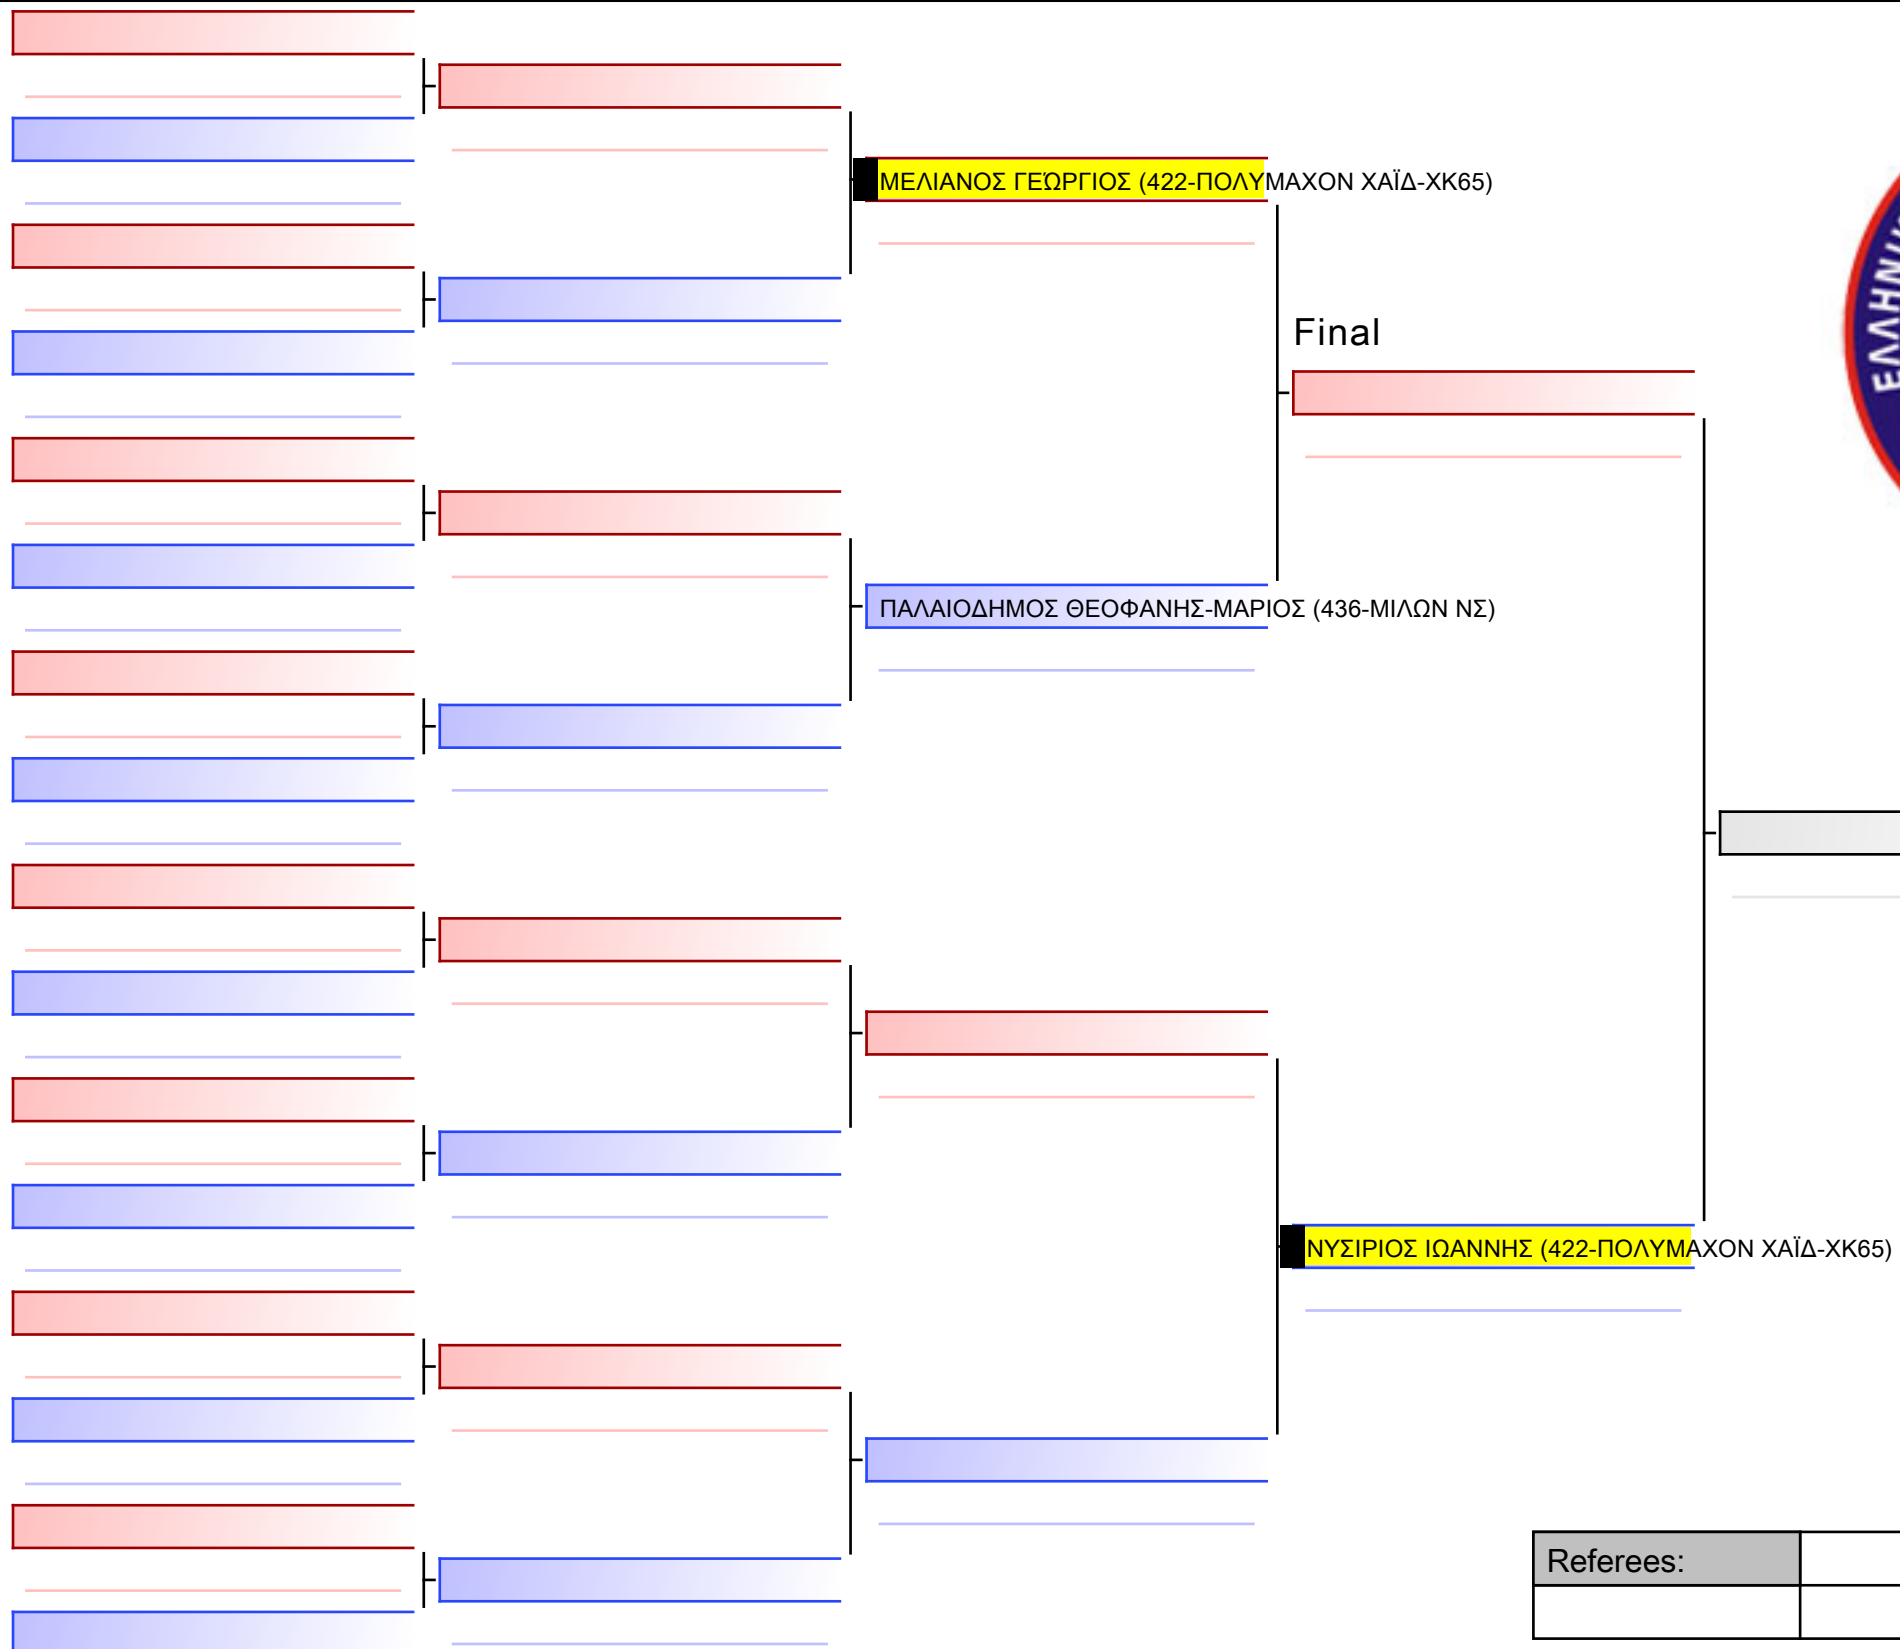 ΜΕΛΙΑΝΟΣ ΓΕΏΡΓΙΟΣ (422-ΠΟΛΥΜΑΧΟΝ ΧΑΪΔ-ΧΚ65)
Final
ΠΑΛΑΙΟΔΗΜΟΣ ΘΕΟΦΑΝΗΣ-ΜΑΡΙΟΣ (436-ΜΙΛΩΝ ΝΣ)
ΝΥΣΙΡΙΟΣ ΙΩΑΝΝΗΣ (422-ΠΟΛΥΜΑΧΟΝ ΧΑΪΔ-ΧΚ65)
Referees: